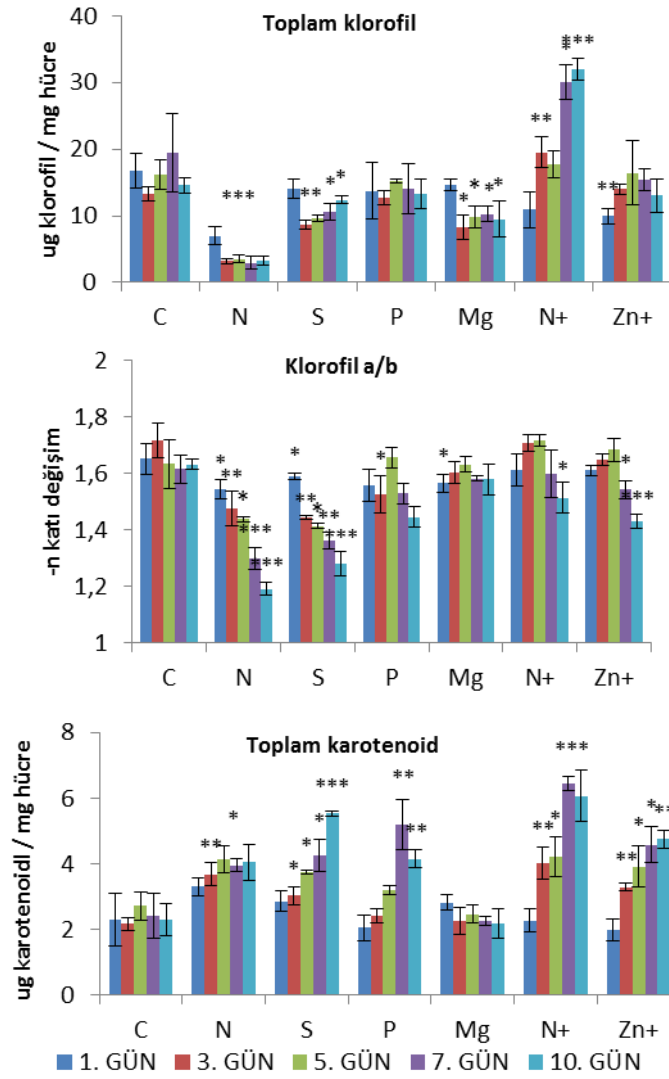 Toplam klorofil
ug klorofil / mg hücre
40
30
20
10
0
*** ** * * * * * * ** * *** **
C N S P Mg N+ Zn+
Klorofil a/b
-n katı değişim
2
1,8
1,6
1,4
1,2
1
* ** * *** *** * ** * ** *** * * * * ***
C N S P Mg N+ Zn+
Toplam karotenoid
ug karotenoidl / mg hücre
8
6
4
2
0
** * * * * *** ** ** ** * *** ** * * **
C N S P Mg N+ Zn+
1. GÜN 3. GÜN 5. GÜN 7. GÜN 10. GÜN